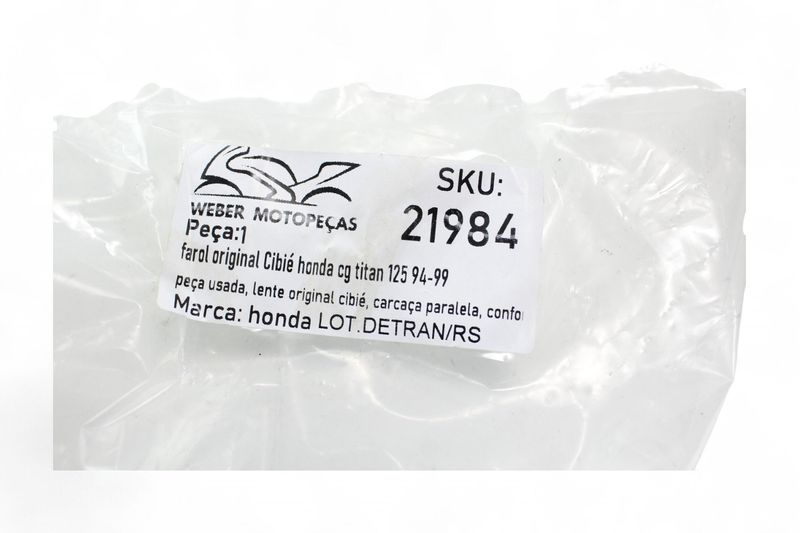 WEBER MOTOPEÇAS
SKU:
21984
Peça:1
farol original Cibié honda cg titan 125 94-99
peça usada, lente original cibié, carcaça paralela, confo
Marca: honda LOT.DETRAN/RS